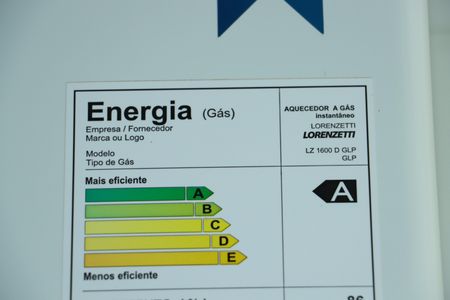 Energia (Gás)
AQUECEDOR A GÁS
instantâneo
Empresa / Fornecedor
LORENZETTI
Marca ou Logo
LORENZETTI
Modelo
LZ 1600 D GLP
Tipo de Gás
GLP
Mais eficiente
A
A
B
C
D
E
Menos eficiente